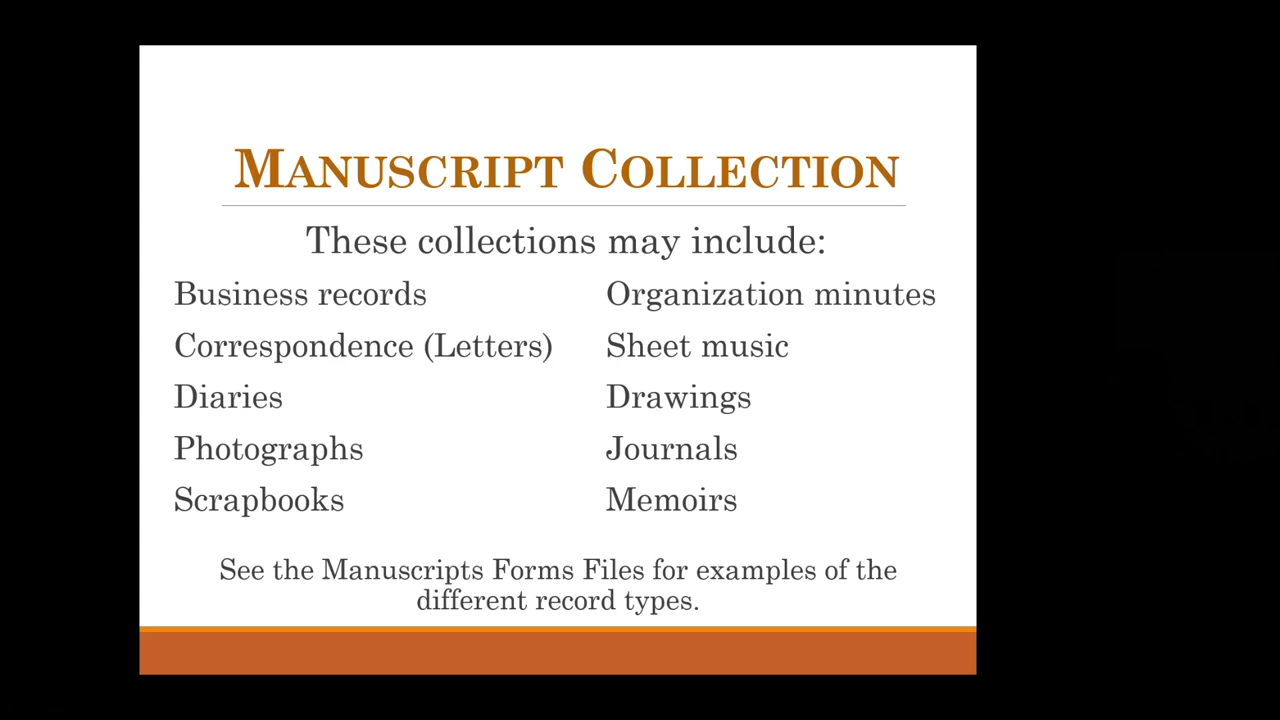 MANUSCRIPT COLLECTION
These collections may include:
Business records
Correspondence (Letters)
Diaries
Photographs
Scrapbooks
Organization minutes
Sheet music
Drawings
Journals
Memoirs
See the Manuscripts Forms Files for examples of the
different record types.